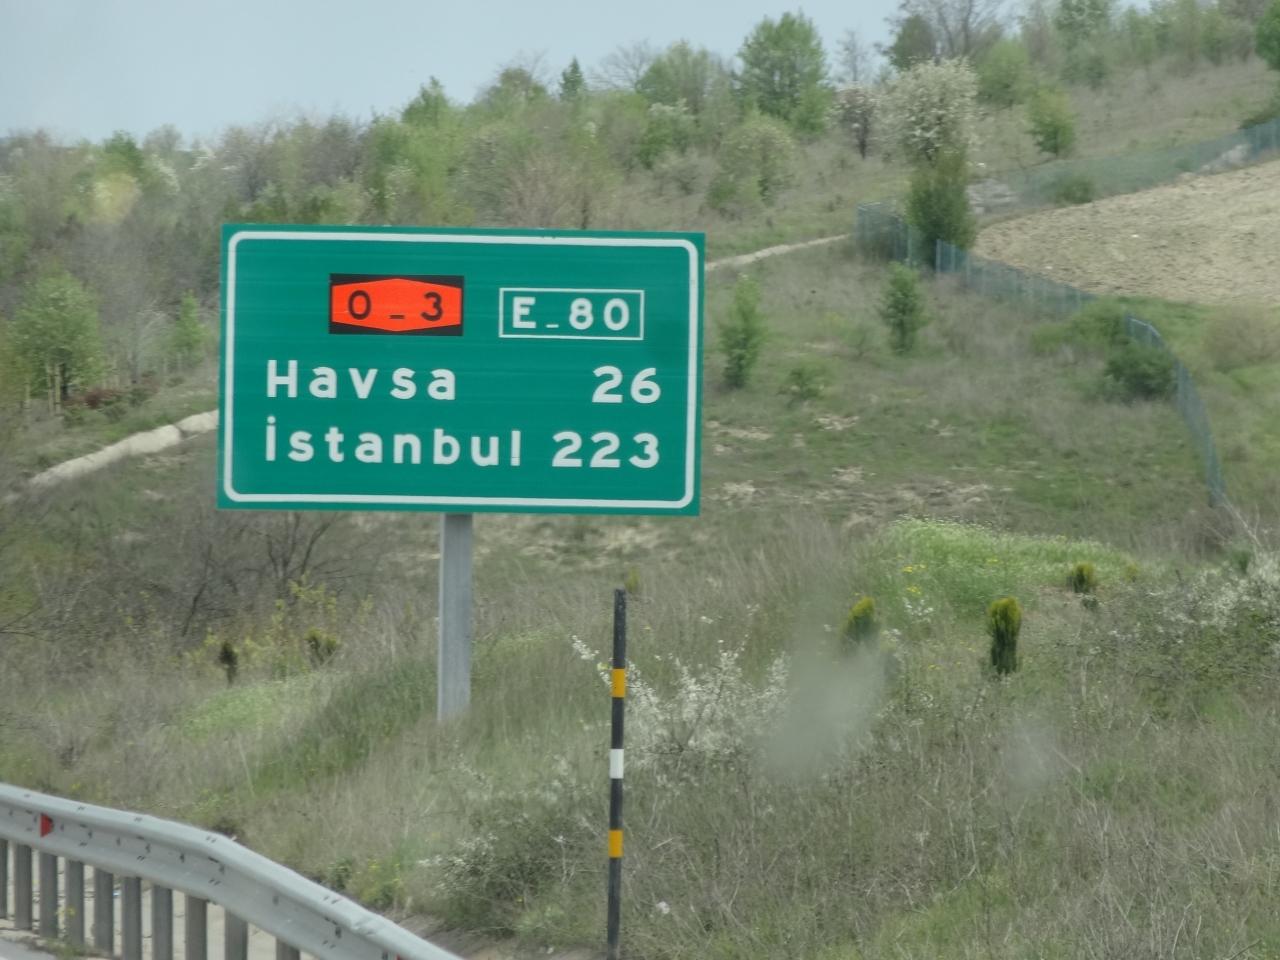 O_3 E_80
Havsa 26
İstanbul 223